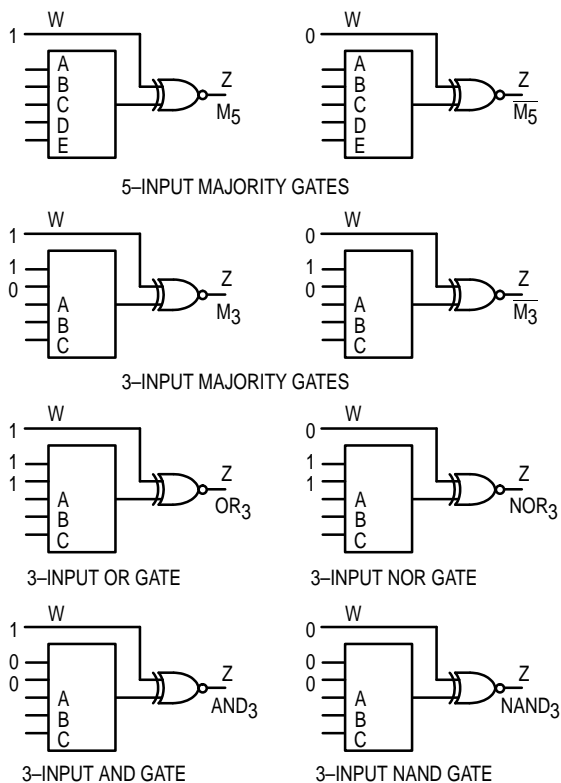 W W
1 0
A A
B Z B Z
C C
D M5 D M̅5̅
E E
5–INPUT MAJORITY GATES
W W
1 0
1 Z 1 Z
0 0
A M3 A M̅3̅
B B
C C
3–INPUT MAJORITY GATES
W W
1 0
1 Z 1 Z
1 1
A OR3 A NOR3
B B
C C
3–INPUT OR GATE 3–INPUT NOR GATE
W W
1 0
0 Z 0 Z
0 0
A AND3 A NAND3
B B
C C
3–INPUT AND GATE 3–INPUT NAND GATE